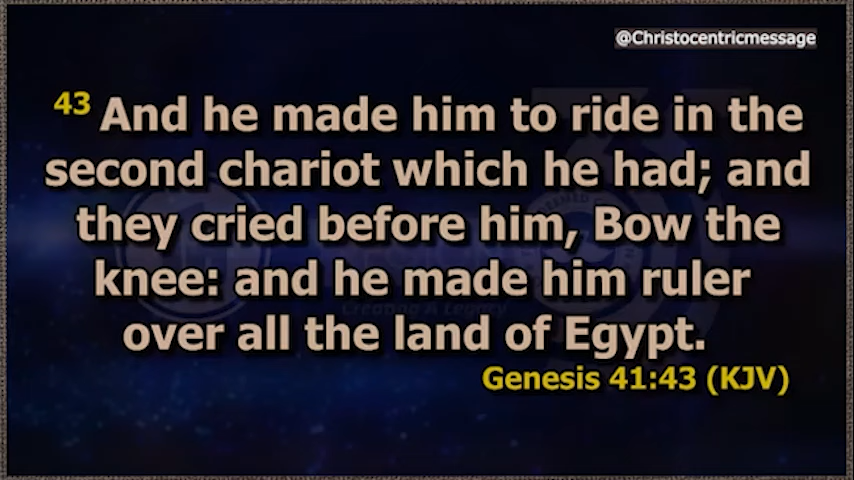 @Christocentricmessage
43 And he made him to ride in the
second chariot which he had; and
they cried before him, Bow the
knee: and he made him ruler
over all the land of Egypt.
Genesis 41:43 (KJV)
Creating A Legacy